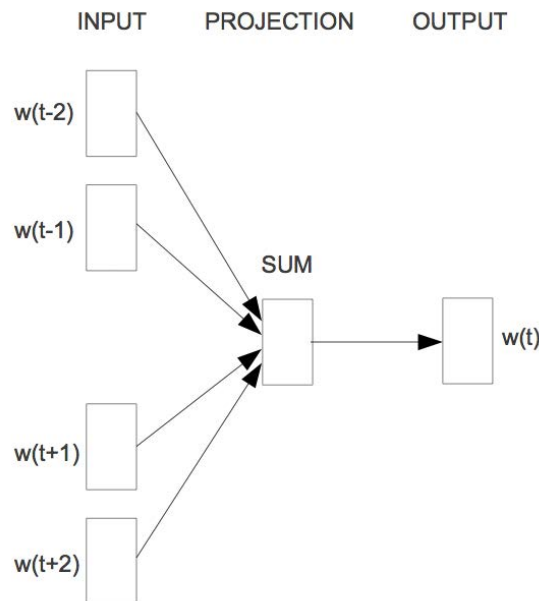 INPUT PROJECTION OUTPUT
w(t-2)
w(t-1)
SUM
w(t)
w(t+1)
w(t+2)